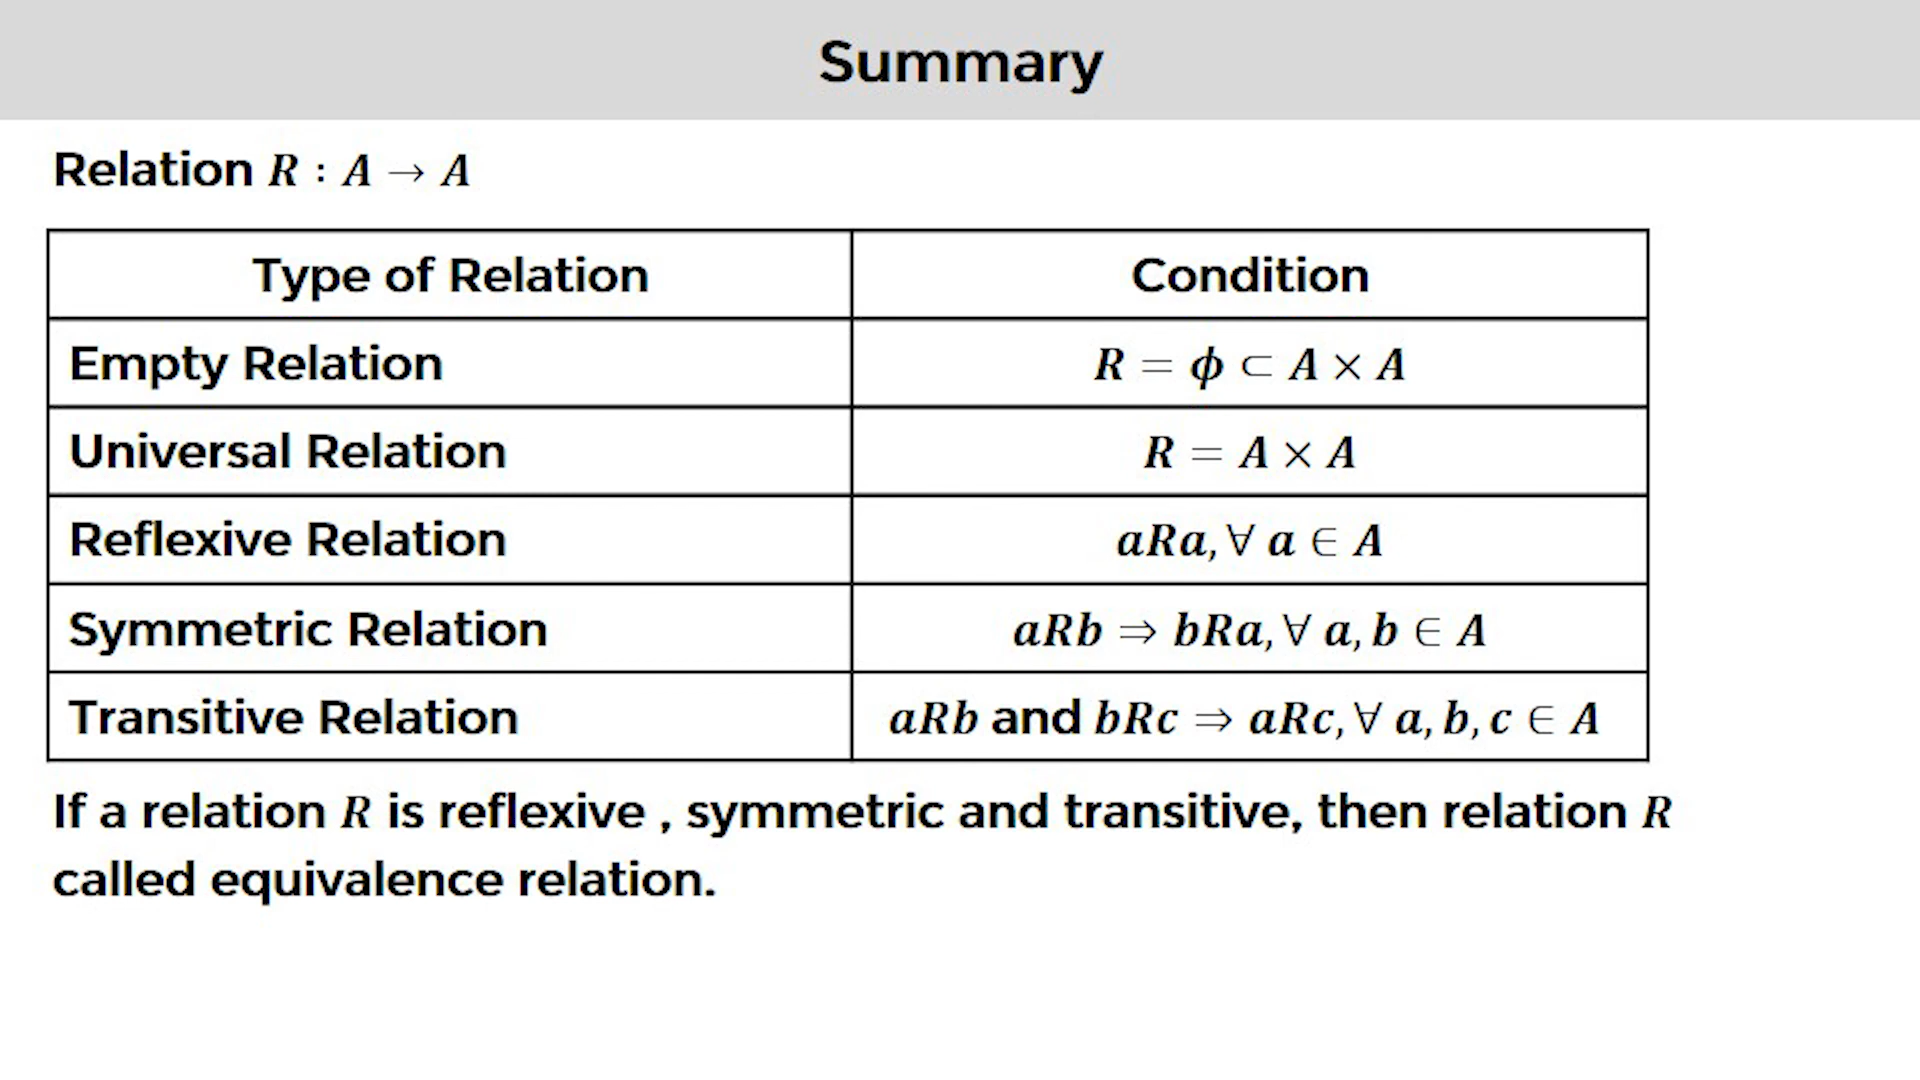 Summary
Relation R : A → A
Type of Relation
Condition
Empty Relation
R = ϕ ⊂ A × A
Universal Relation
R = A × A
Reflexive Relation
aRa, ∀ a ∈ A
Symmetric Relation
aRb ⇒ bRa, ∀ a, b ∈ A
Transitive Relation
aRb and bRc ⇒ aRc, ∀ a, b, c ∈ A
If a relation R is reflexive , symmetric and transitive, then relation R
called equivalence relation.